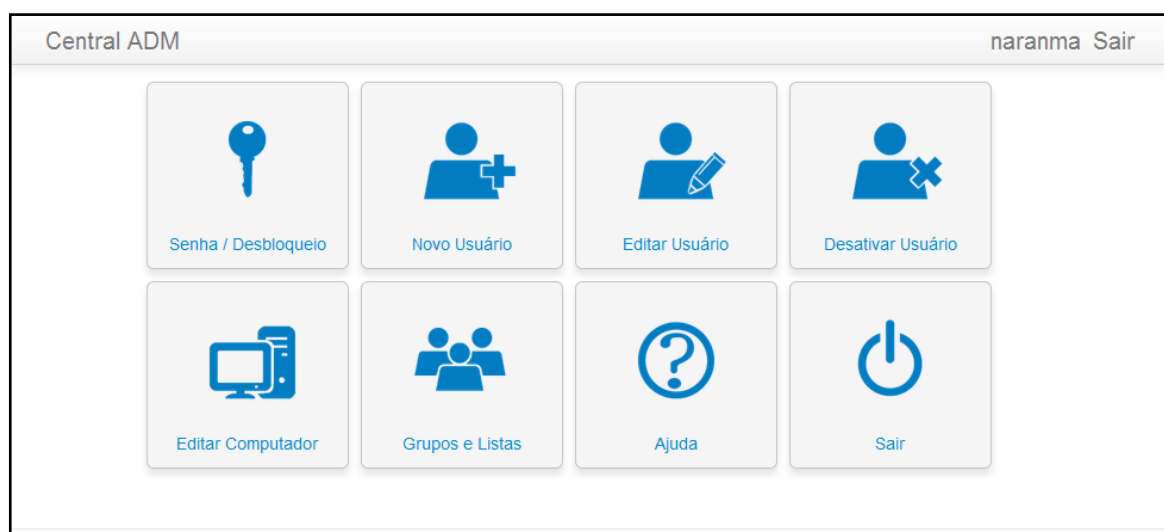 Central ADM
naranma Sair
Senha / Desbloqueio
Novo Usuário
Editar Usuário
Desativar Usuário
Editar Computador
Grupos e Listas
Ajuda
Sair